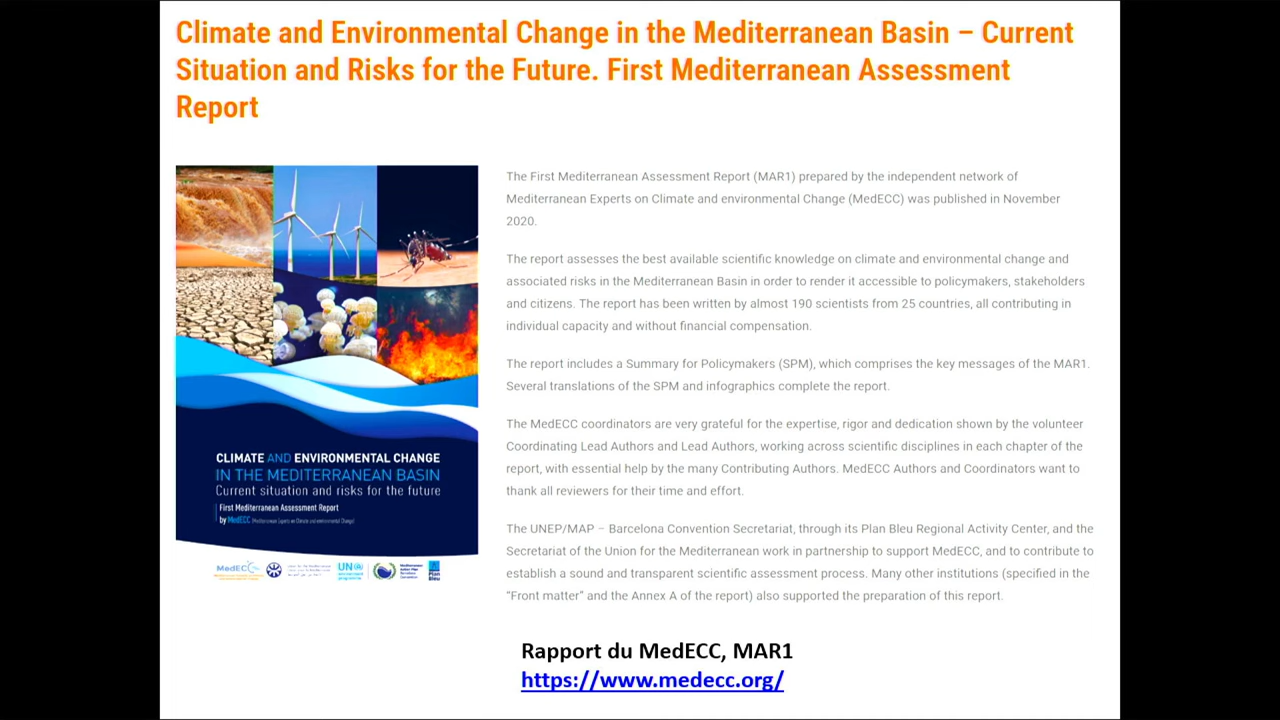 Climate and Environmental Change in the Mediterranean Basin – Current
Situation and Risks for the Future. First Mediterranean Assessment
Report
The First Mediterranean Assessment Report (MAR1) prepared by the independent network of
Mediterranean Experts on Climate and environmental Change (MedECC) was published in November
2020.
The report assesses the best available scientific knowledge on climate and environmental change and
associated risks in the Mediterranean Basin in order to render it accessible to policymakers, stakeholders
and citizens. The report has been written by almost 190 scientists from 25 countries, all contributing in
individual capacity and without financial compensation.
The report includes a Summary for Policymakers (SPM), which comprises the key messages of the MAR1.
Several translations of the SPM and infographics complete the report.
The MedECC coordinators are very grateful for the expertise, rigor and dedication shown by the volunteer
Coordinating Lead Authors and Lead Authors, working across scientific disciplines in each chapter of the
report, with essential help by the many Contributing Authors. MedECC Authors and Coordinators want to
thank all reviewers for their time and effort.
The UNEP/MAP – Barcelona Convention Secretariat, through its Plan Bleu Regional Activity Center, and the
Secretariat of the Union for the Mediterranean work in partnership to support MedECC, and to contribute to
establish a sound and transparent scientific assessment process. Many other institutions (specified in the
“Front matter” and the Annex A of the report) also supported the preparation of this report.
CLIMATE AND ENVIRONMENTAL CHANGE
IN THE MEDITERRANEAN BASIN
Current situation and risks for the future
First Mediterranean Assessment Report
by MedECC (Mediterranean Experts on Climate and environmental Change)
MedECC
UN
Plan
Bleu
Rapport du MedECC, MAR1
https://www.medecc.org/